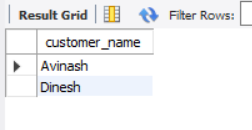 Result Grid Filter Rows:
customer_name
Avinash
Dinesh